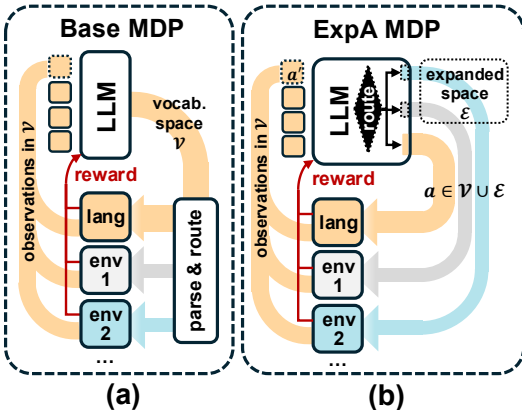 Base MDP
observations in 𝒱
LLM
vocab.
space
𝒱
reward
lang
env
1
env
2
...
parse & route
(a)
ExpA MDP
observations in 𝒱
a
LLM
route
expanded
space
ℰ
reward
a ∈ 𝒱 ∪ ℰ
lang
env
1
env
2
...
(b)